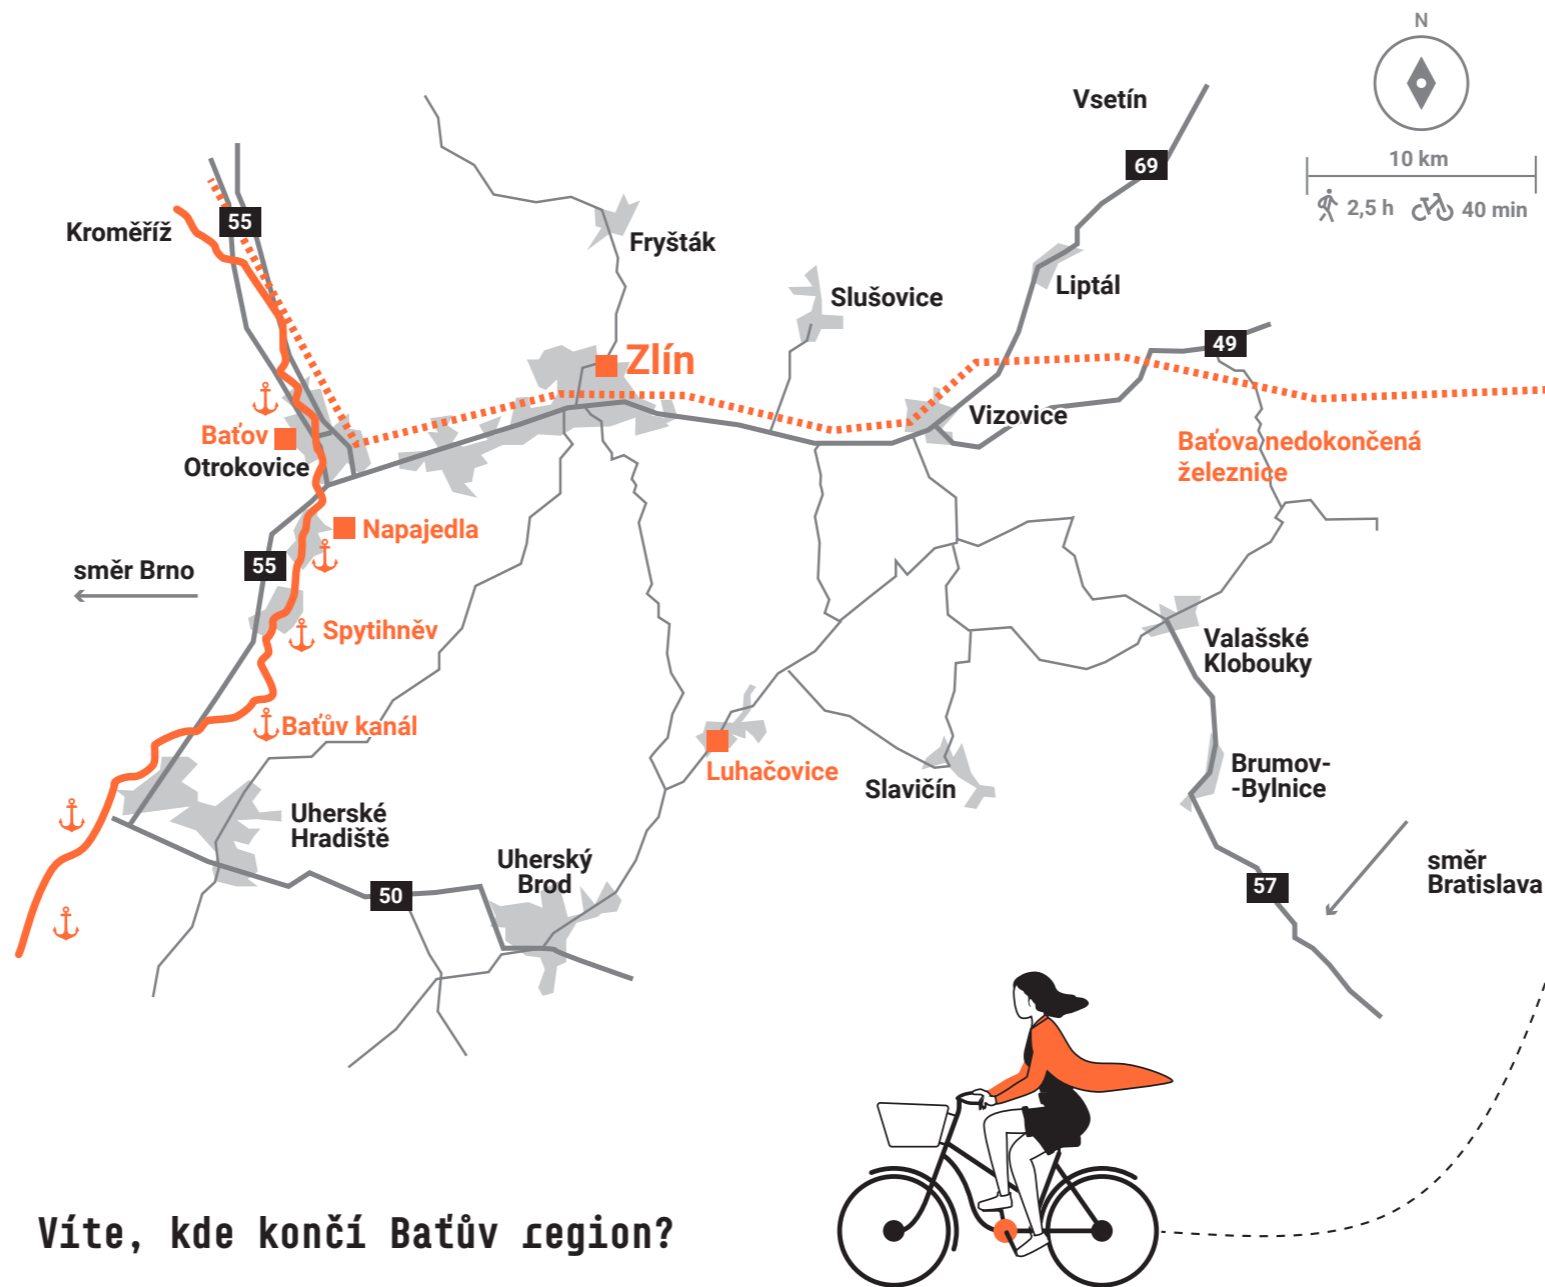 N
10 km
2,5 h 40 min
Vsetín
69
Kroměříž
55
Fryšták
Slušovice
Liptál
49
Zlín
Vizovice
Baťov
Otrokovice
Baťova nedokončená
železnice
Napajedla
55
směr Brno
Spytihněv
Valašské
Klobouky
Baťův kanál
Luhačovice
Slavičín
Brumov-
-Bylnice
Uherské
Hradiště
Uherský
Brod
50
57
směr
Bratislava
Víte, kde končí Baťův region?